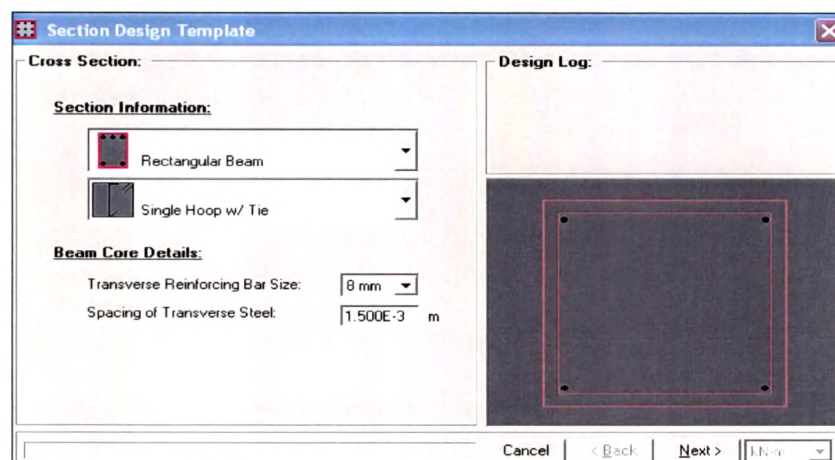 Section Design Template
Cross Section:
Section Information:
Rectangular Beam
Single Hoop w/ Tie
Beam Core Details:
Transverse Reinforcing Bar Size: 8 mm
Spacing of Transverse Steel: 1.500E-3 m
Design Log:
Cancel < Back Next > kN-m